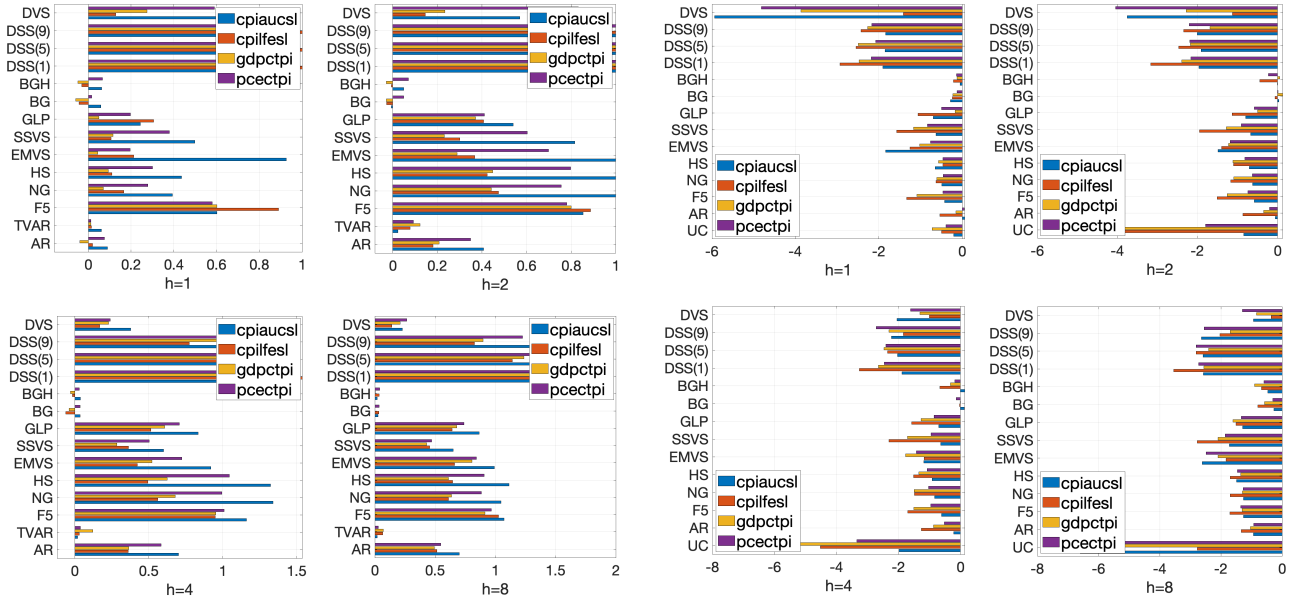 DVS
DSS(9)
DSS(5)
DSS(1)
BGH
BG
GLP
SSVS
EMVS
HS
NG
F5
TVAR
AR
cpiaucsl
cpilfesl
gdpctpi
pcectpi
0 0.2 0.4 0.6 0.8 1
h=1
DVS
DSS(9)
DSS(5)
DSS(1)
BGH
BG
GLP
SSVS
EMVS
HS
NG
F5
TVAR
AR
cpiaucsl
cpilfesl
gdpctpi
pcectpi
0 0.2 0.4 0.6 0.8 1
h=2
DVS
DSS(9)
DSS(5)
DSS(1)
BGH
BG
GLP
SSVS
EMVS
HS
NG
F5
AR
UC
cpiaucsl
cpilfesl
gdpctpi
pcectpi
-6 -4 -2 0
h=1
DVS
DSS(9)
DSS(5)
DSS(1)
BGH
BG
GLP
SSVS
EMVS
HS
NG
F5
AR
UC
cpiaucsl
cpilfesl
gdpctpi
pcectpi
-6 -4 -2 0
h=2
DVS
DSS(9)
DSS(5)
DSS(1)
BGH
BG
GLP
SSVS
EMVS
HS
NG
F5
TVAR
AR
cpiaucsl
cpilfesl
gdpctpi
pcectpi
0 0.5 1 1.5
h=4
DVS
DSS(9)
DSS(5)
DSS(1)
BGH
BG
GLP
SSVS
EMVS
HS
NG
F5
TVAR
AR
cpiaucsl
cpilfesl
gdpctpi
pcectpi
0 0.5 1 1.5 2
h=8
DVS
DSS(9)
DSS(5)
DSS(1)
BGH
BG
GLP
SSVS
EMVS
HS
NG
F5
AR
UC
cpiaucsl
cpilfesl
gdpctpi
pcectpi
-8 -6 -4 -2 0
h=4
DVS
DSS(9)
DSS(5)
DSS(1)
BGH
BG
GLP
SSVS
EMVS
HS
NG
F5
AR
UC
cpiaucsl
cpilfesl
gdpctpi
pcectpi
-8 -6 -4 -2 0
h=8